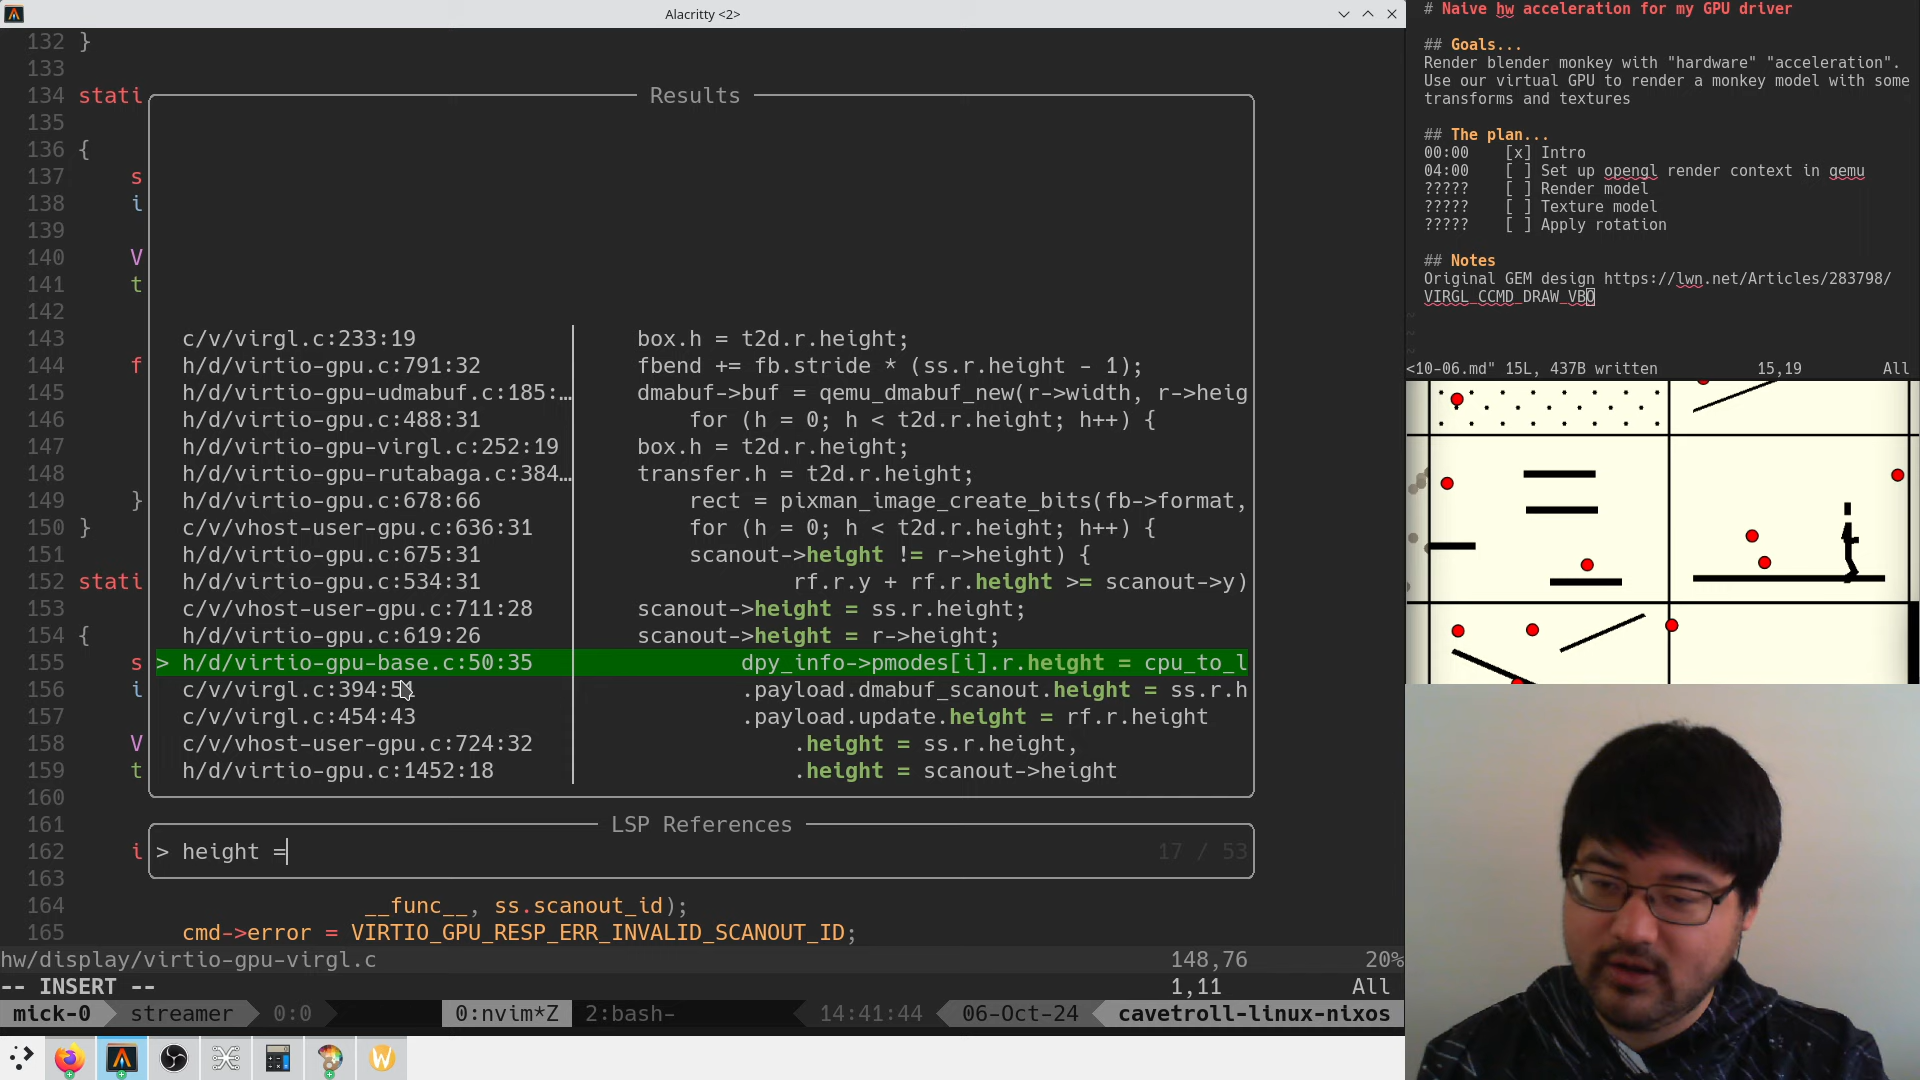 Alacritty <2>
132 }
133
134 stati
135
136 {
137 s
138 i
139
140 V
141 t
142
143
144 f
145
146
147
148
149 }
150 }
151
152 stati
153
154 {
155 s
156 i
157
158 V
159 t
160
161
162 i
163
164 __func__, ss.scanout_id);
165 cmd->error = VIRTIO_GPU_RESP_ERR_INVALID_SCANOUT_ID;
Results
c/v/virgl.c:233:19 box.h = t2d.r.height;
h/d/virtio-gpu.c:791:32 fbend += fb.stride * (ss.r.height - 1);
h/d/virtio-gpu-udmabuf.c:185:… dmabuf->buf = qemu_dmabuf_new(r->width, r->heig
h/d/virtio-gpu.c:488:31 for (h = 0; h < t2d.r.height; h++) {
h/d/virtio-gpu-virgl.c:252:19 box.h = t2d.r.height;
h/d/virtio-gpu-rutabaga.c:384… transfer.h = t2d.r.height;
h/d/virtio-gpu.c:678:66 rect = pixman_image_create_bits(fb->format,
c/v/vhost-user-gpu.c:636:31 for (h = 0; h < t2d.r.height; h++) {
h/d/virtio-gpu.c:675:31 scanout->height != r->height) {
h/d/virtio-gpu.c:534:31 rf.r.y + rf.r.height >= scanout->y)
c/v/vhost-user-gpu.c:711:28 scanout->height = ss.r.height;
h/d/virtio-gpu.c:619:26 scanout->height = r->height;
> h/d/virtio-gpu-base.c:50:35 dpy_info->pmodes[i].r.height = cpu_to_l
c/v/virgl.c:394:51 .payload.dmabuf_scanout.height = ss.r.h
c/v/virgl.c:454:43 .payload.update.height = rf.r.height
c/v/vhost-user-gpu.c:724:32 .height = ss.r.height,
h/d/virtio-gpu.c:1452:18 .height = scanout->height
LSP References
> height = 17 / 53
hw/display/virtio-gpu-virgl.c 148,76 20%
-- INSERT -- 1,11 All
mick-0 streamer 0:0 0:nvim*Z 2:bash- 14:41:44 06-Oct-24 cavetroll-linux-nixos
# Naive hw acceleration for my GPU driver
## Goals...
Render blender monkey with "hardware" "acceleration".
Use our virtual GPU to render a monkey model with some
transforms and textures
## The plan...
00:00 [x] Intro
04:00 [ ] Set up opengl render context in qemu
????? [ ] Render model
????? [ ] Texture model
????? [ ] Apply rotation
## Notes
Original GEM design https://lwn.net/Articles/283798/
VIRGL_CCMD_DRAW_VBO
~
~
~
<10-06.md" 15L, 437B written 15,19 All
W